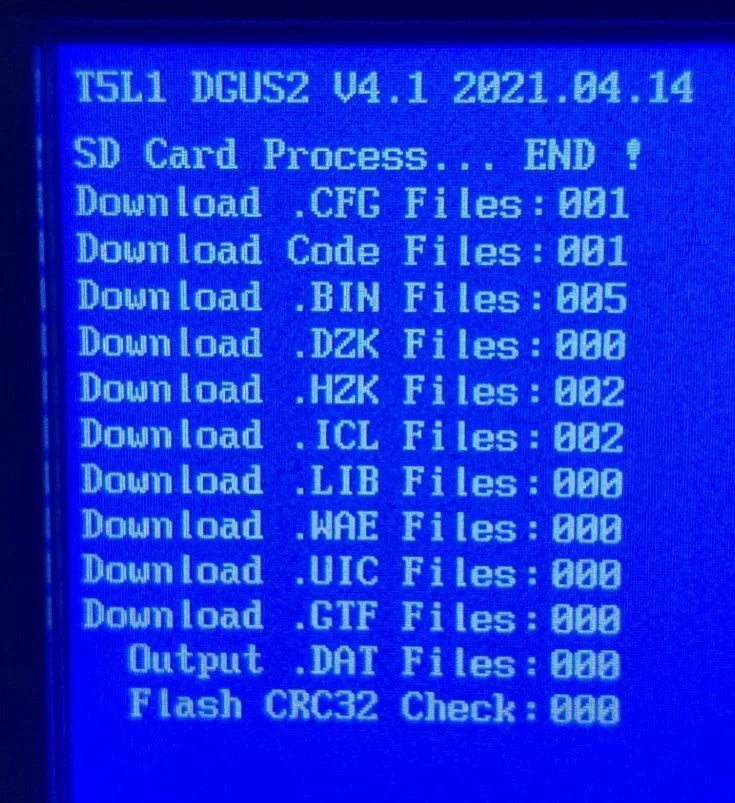 T5L1 DGUS2 V4.1 2021.04.14
SD Card Process... END !
Download .CFG Files:001
Download Code Files:001
Download .BIN Files:005
Download .DZK Files:000
Download .HZK Files:002
Download .ICL Files:002
Download .LIB Files:000
Download .WAE Files:000
Download .UIC Files:000
Download .GTF Files:000
Output .DAT Files:000
Flash CRC32 Check:000